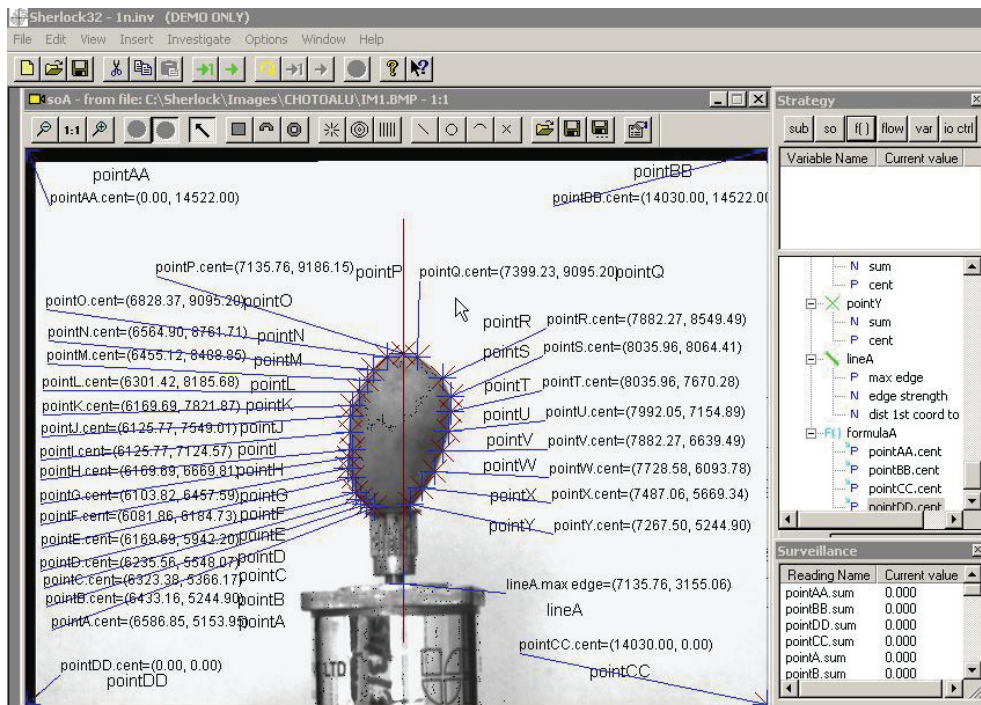 Sherlock32 - 1n.inv (DEMO ONLY)
File Edit View Insert Investigate Options Window Help
soA - from file: C:\Sherlock\Images\CHOTOALU\IM1.BMP - 1:1
1:1
Strategy
sub so f( ) flow var io ctrl
Variable Name Current value
pointAA
pointAA.cent=(0.00, 14522.00)
pointBB
pointBB.cent=(14030.00, 14522.00
pointP.cent=(7135.76, 9186.15) pointP
pointQ.cent=(7399.23, 9095.20) pointQ
pointO.cent=(6828.37, 9095.20) pointO
pointN.cent=(6564.90, 8761.71) pointN
pointM.cent=(6455.12, 8488.85) pointM
pointL.cent=(6301.42, 8185.68) pointL
pointK.cent=(6169.69, 7821.87) pointK
pointJ.cent=(6125.77, 7549.01) pointJ
pointI.cent=(6125.77, 7124.57) pointI
pointH.cent=(6169.69, 6669.81) pointH
pointG.cent=(6103.82, 6457.59) pointG
pointF.cent=(6081.86, 6184.73) pointF
pointE.cent=(6169.69, 5942.20) pointE
pointD.cent=(6235.56, 5548.07) pointD
pointC.cent=(6323.38, 5366.17) pointC
pointB.cent=(6433.16, 5244.90) pointB
pointA.cent=(6586.85, 5153.95) pointA
pointR pointR.cent=(7882.27, 8549.49)
pointS pointS.cent=(8035.96, 8064.41)
pointT pointT.cent=(8035.96, 7670.28)
pointU pointU.cent=(7992.05, 7154.89)
pointV pointV.cent=(7882.27, 6639.49)
pointW pointW.cent=(7728.58, 6093.78)
pointX pointX.cent=(7487.06, 5669.34)
pointY pointY.cent=(7267.50, 5244.90)
lineA.max edge=(7135.76, 3155.06)
lineA
pointCC.cent=(14030.00, 0.00)
pointCC
pointDD.cent=(0.00, 0.00)
pointDD
LTD
N sum
P cent
pointY
N sum
P cent
lineA
P max edge
N edge strength
N dist 1st coord to
F() formulaA
P pointAA.cent
P pointBB.cent
P pointCC.cent
P pointDD.cent
Surveillance
Reading Name Current value
pointAA.sum 0.000
pointBB.sum 0.000
pointDD.sum 0.000
pointCC.sum 0.000
pointA.sum 0.000
pointB.sum 0.000